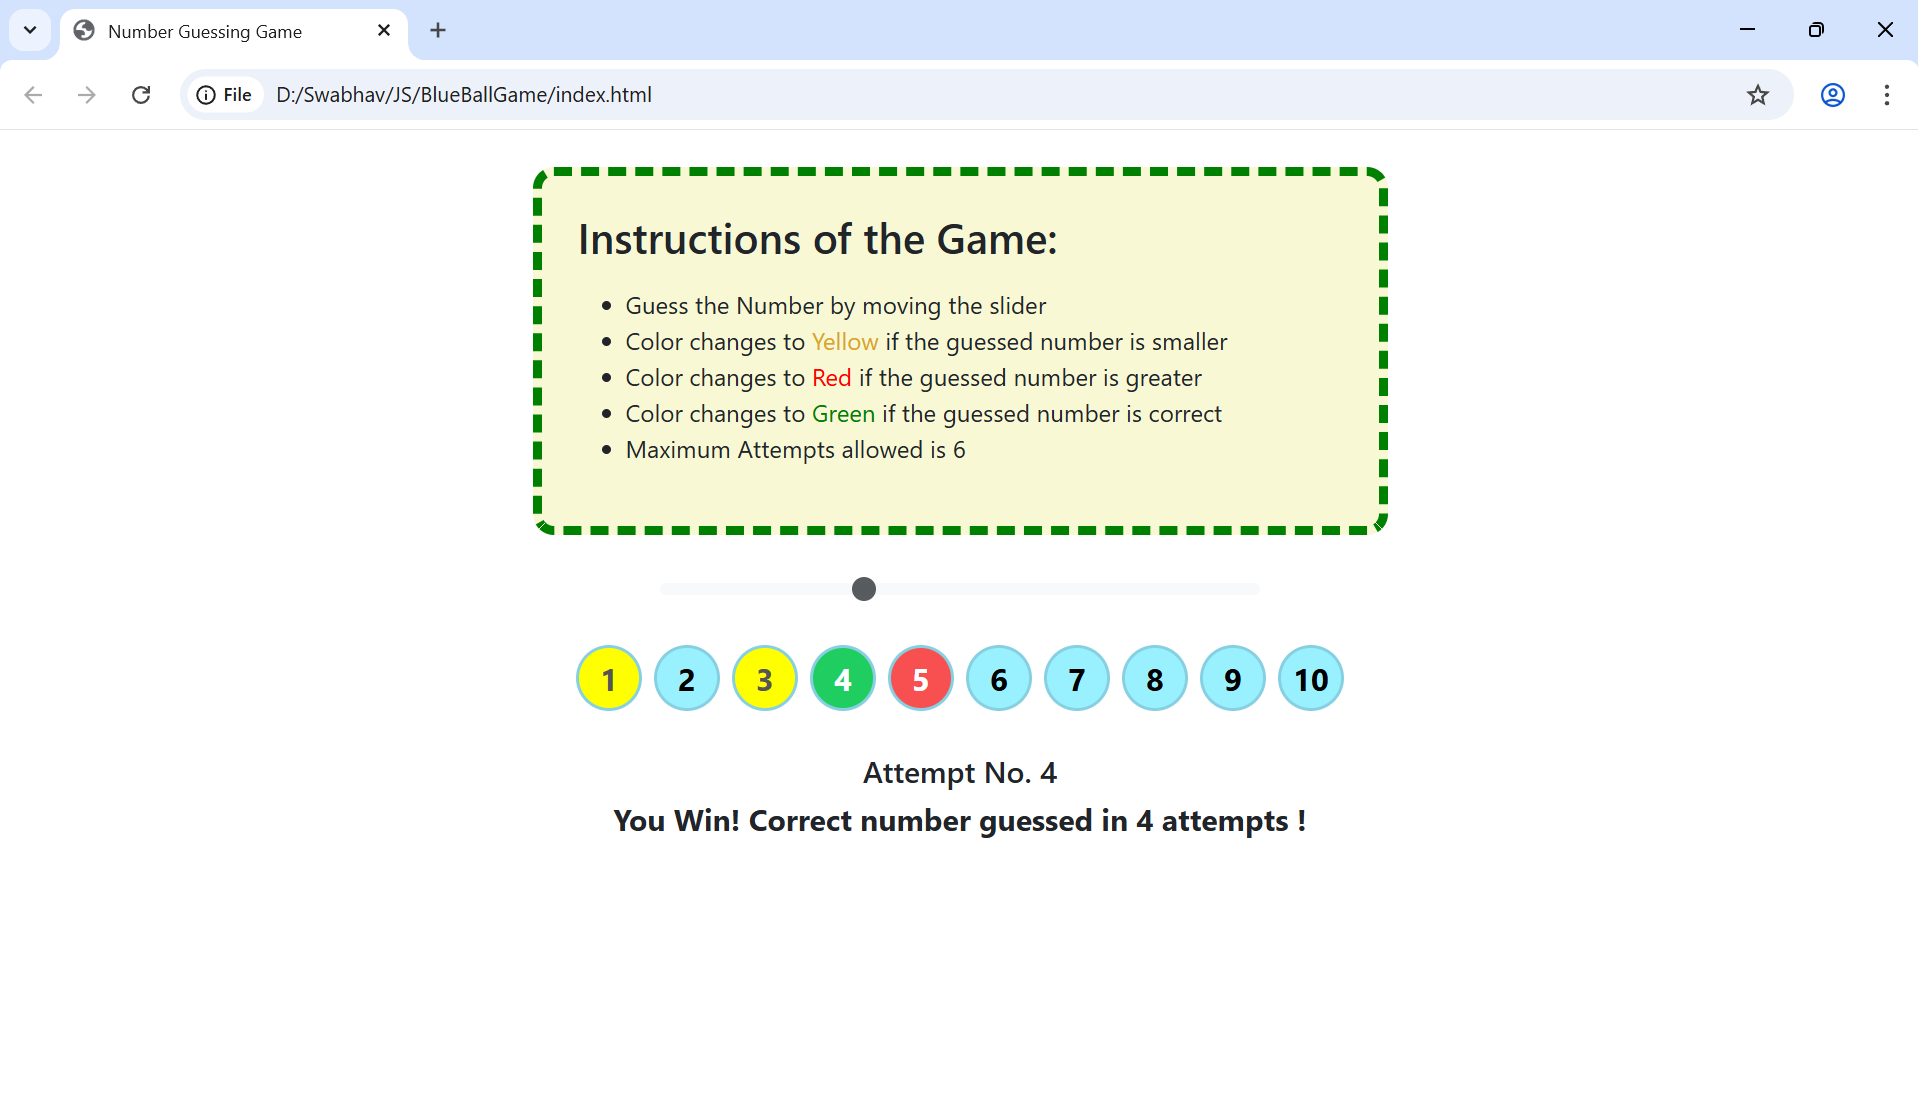 Number Guessing Game
File D:/Swabhav/JS/BlueBallGame/index.html
Instructions of the Game:
Guess the Number by moving the slider
Color changes to Yellow if the guessed number is smaller
Color changes to Red if the guessed number is greater
Color changes to Green if the guessed number is correct
Maximum Attempts allowed is 6
1 2 3 4 5 6 7 8 9 10
Attempt No. 4
You Win! Correct number guessed in 4 attempts !